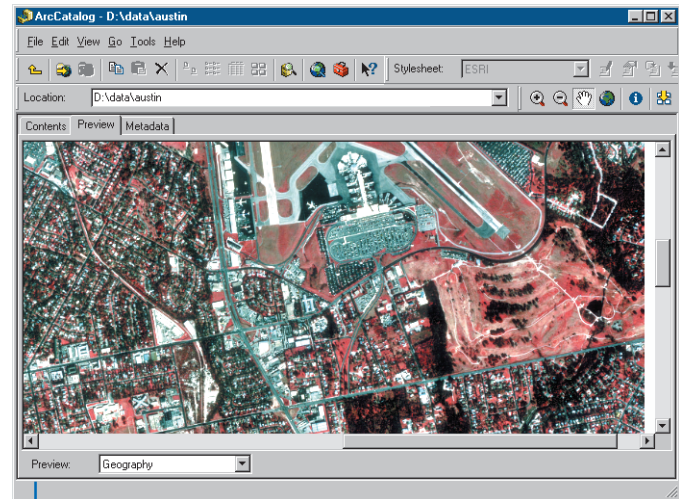 ArcCatalog - D:\data\austin
File Edit View Go Tools Help
Stylesheet: ESRI
Location: D:\data\austin
Contents Preview Metadata
Preview: Geography